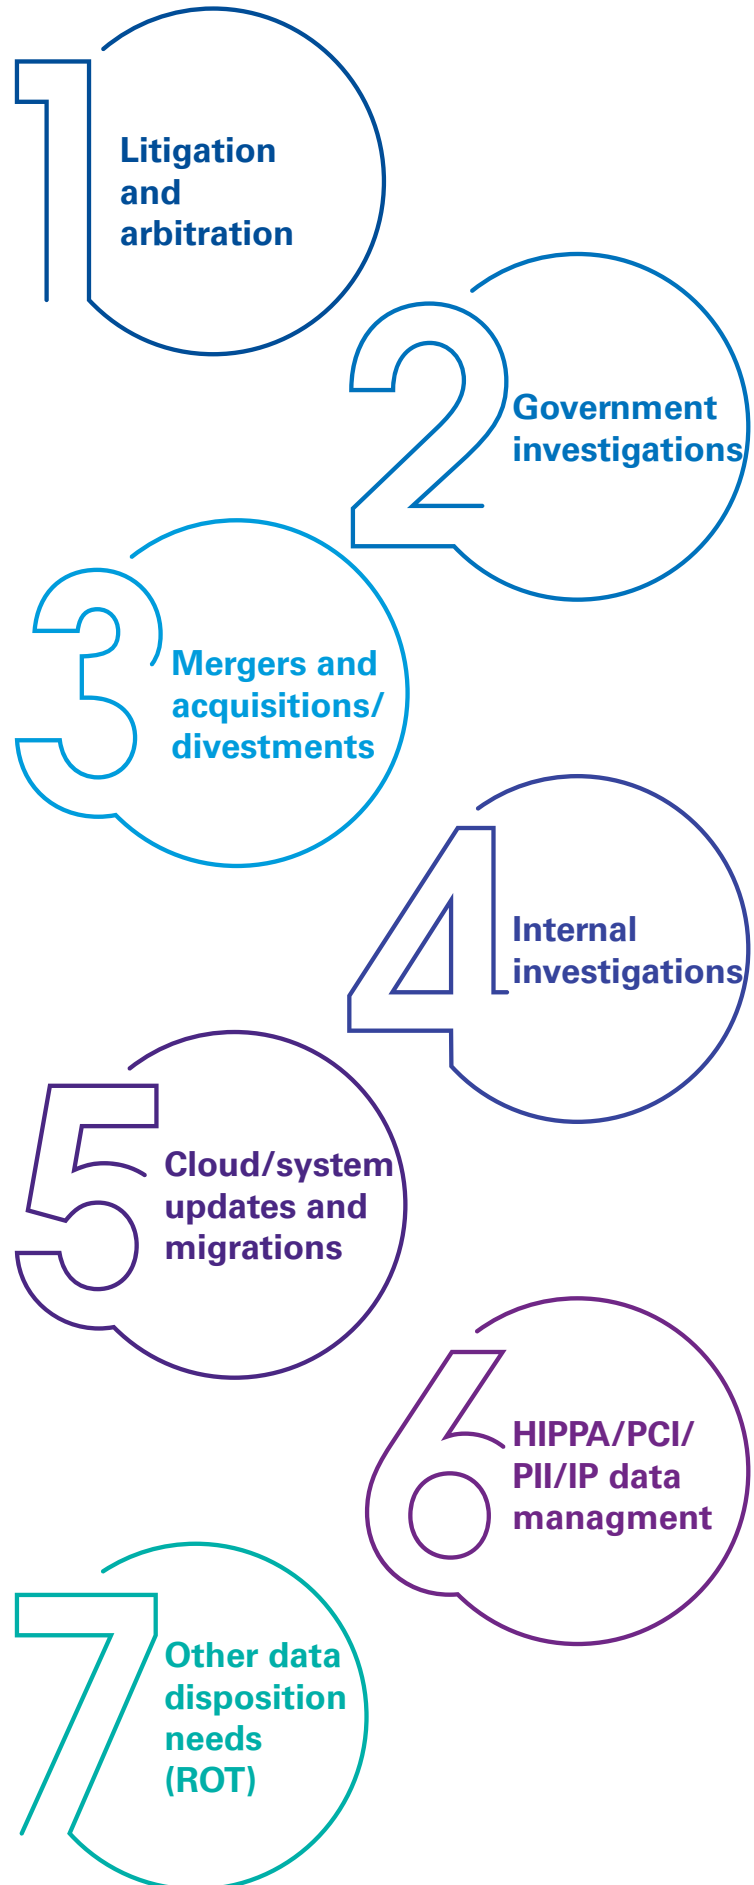 1
Litigation
and
arbitration
2
Government
investigations
3
Mergers and
acquisitions/
divestments
4
Internal
investigations
5
Cloud/system
updates and
migrations
6
HIPPA/PCI/
PII/IP data
managment
7
Other data
disposition
needs
(ROT)